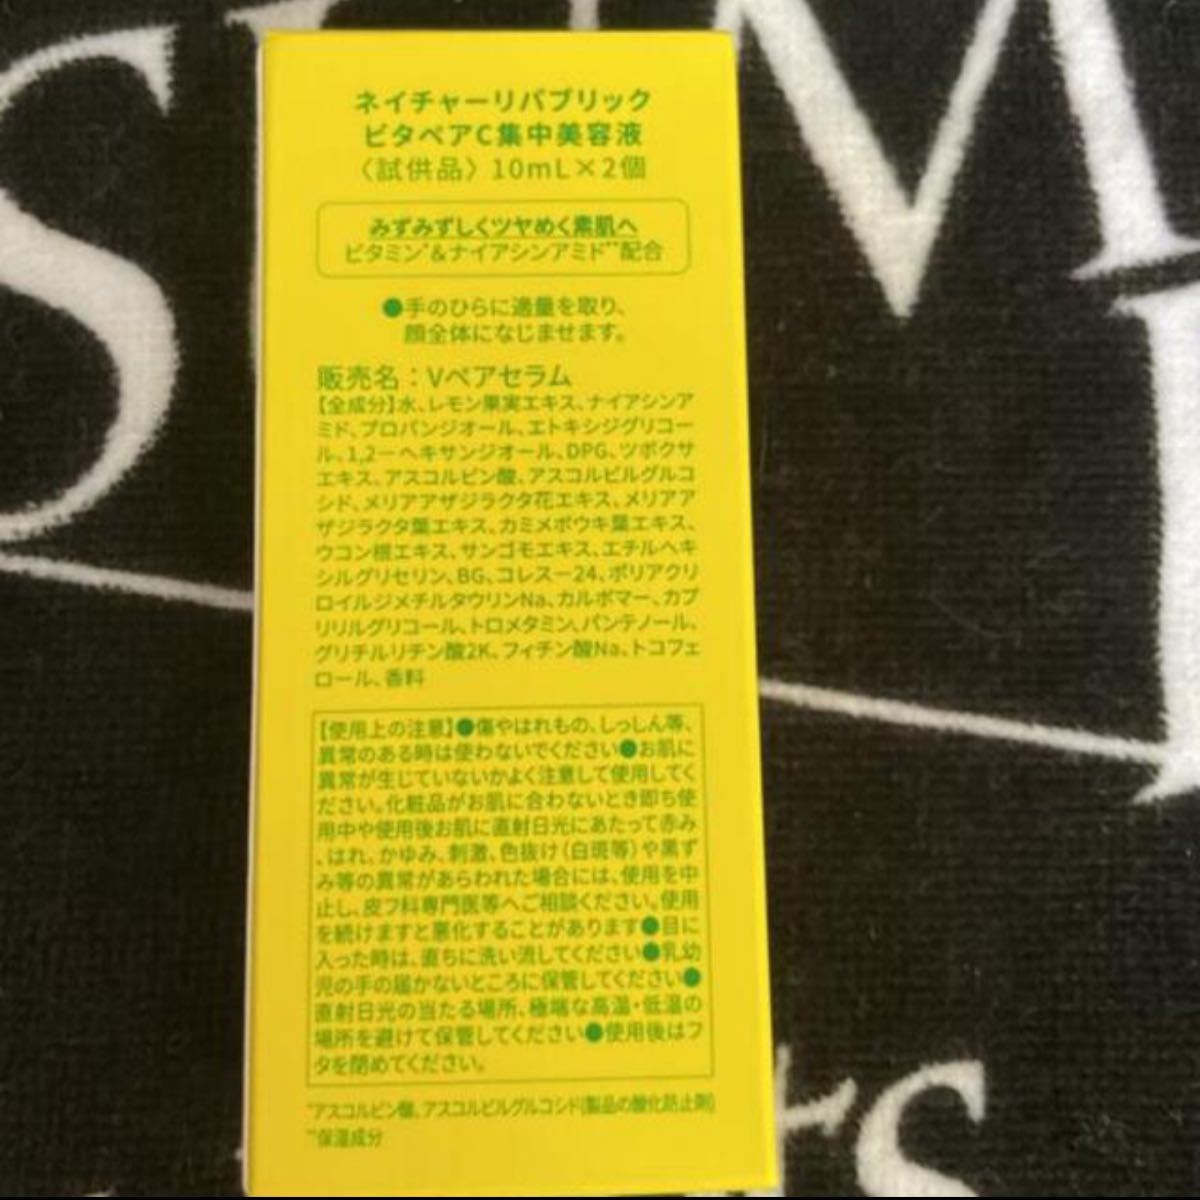 ネイチャーリパブリック
ビタペアC集中美容液
〈試供品〉10mL×2個
みずみずしくツヤめく素肌へ
ビタミン*&ナイアシンアミド**配合
●手のひらに適量を取り、
顔全体になじませます。
販売名：Vペアセラム
【全成分】水、レモン果実エキス、ナイアシンア
ミド、プロパンジオール、エトキシジグリコー
ル、1,2－ヘキサンジオール、DPG、ツボクサ
エキス、アスコルビン酸、アスコルビルグルコ
シド、メリアアザジラクタ花エキス、メリアア
ザジラクタ葉エキス、カミメボウキ葉エキス、
ウコン根エキス、サンゴモエキス、エチルヘキ
シルグリセリン、BG、コレス－24、ポリアクリ
ロイルジメチルタウリンNa、カルボマー、カプ
リリルグリコール、トロメタミン、パンテノール、
グリチルリチン酸2K、フィチン酸Na、トコフェ
ロール、香料
【使用上の注意】●傷やはれもの、しっしん等、
異常のある時は使わないでください●お肌に
異常が生じていないかよく注意して使用してく
ださい。化粧品がお肌に合わないとき即ち使
用中や使用後お肌に直射日光にあたって赤み
、はれ、かゆみ、刺激、色抜け（白斑等）や黒ず
み等の異常があらわれた場合には、使用を中
止し、皮フ科専門医等へご相談ください。使用
を続けますと悪化することがあります●目に
入った時は、直ちに洗い流してください●乳幼
児の手の届かないところに保管してください●
直射日光の当たる場所、極端な高温・低温の
場所を避けて保管してください●使用後はフ
タを閉めてください。
*アスコルビン酸、アスコルビルグルコシド(製品の酸化防止剤)
**保湿成分